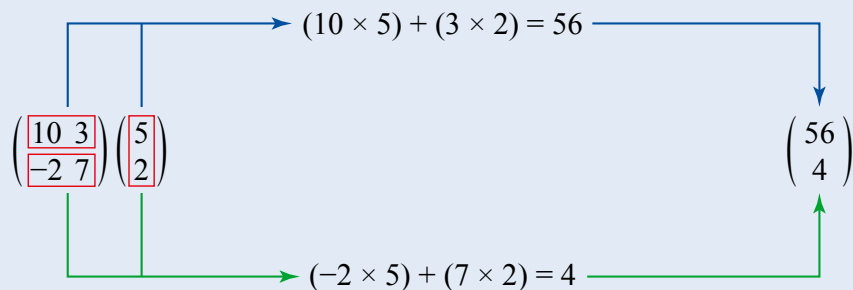 (10 × 5) + (3 × 2) = 56
10 3 5 56
−2 7 2 4
(−2 × 5) + (7 × 2) = 4